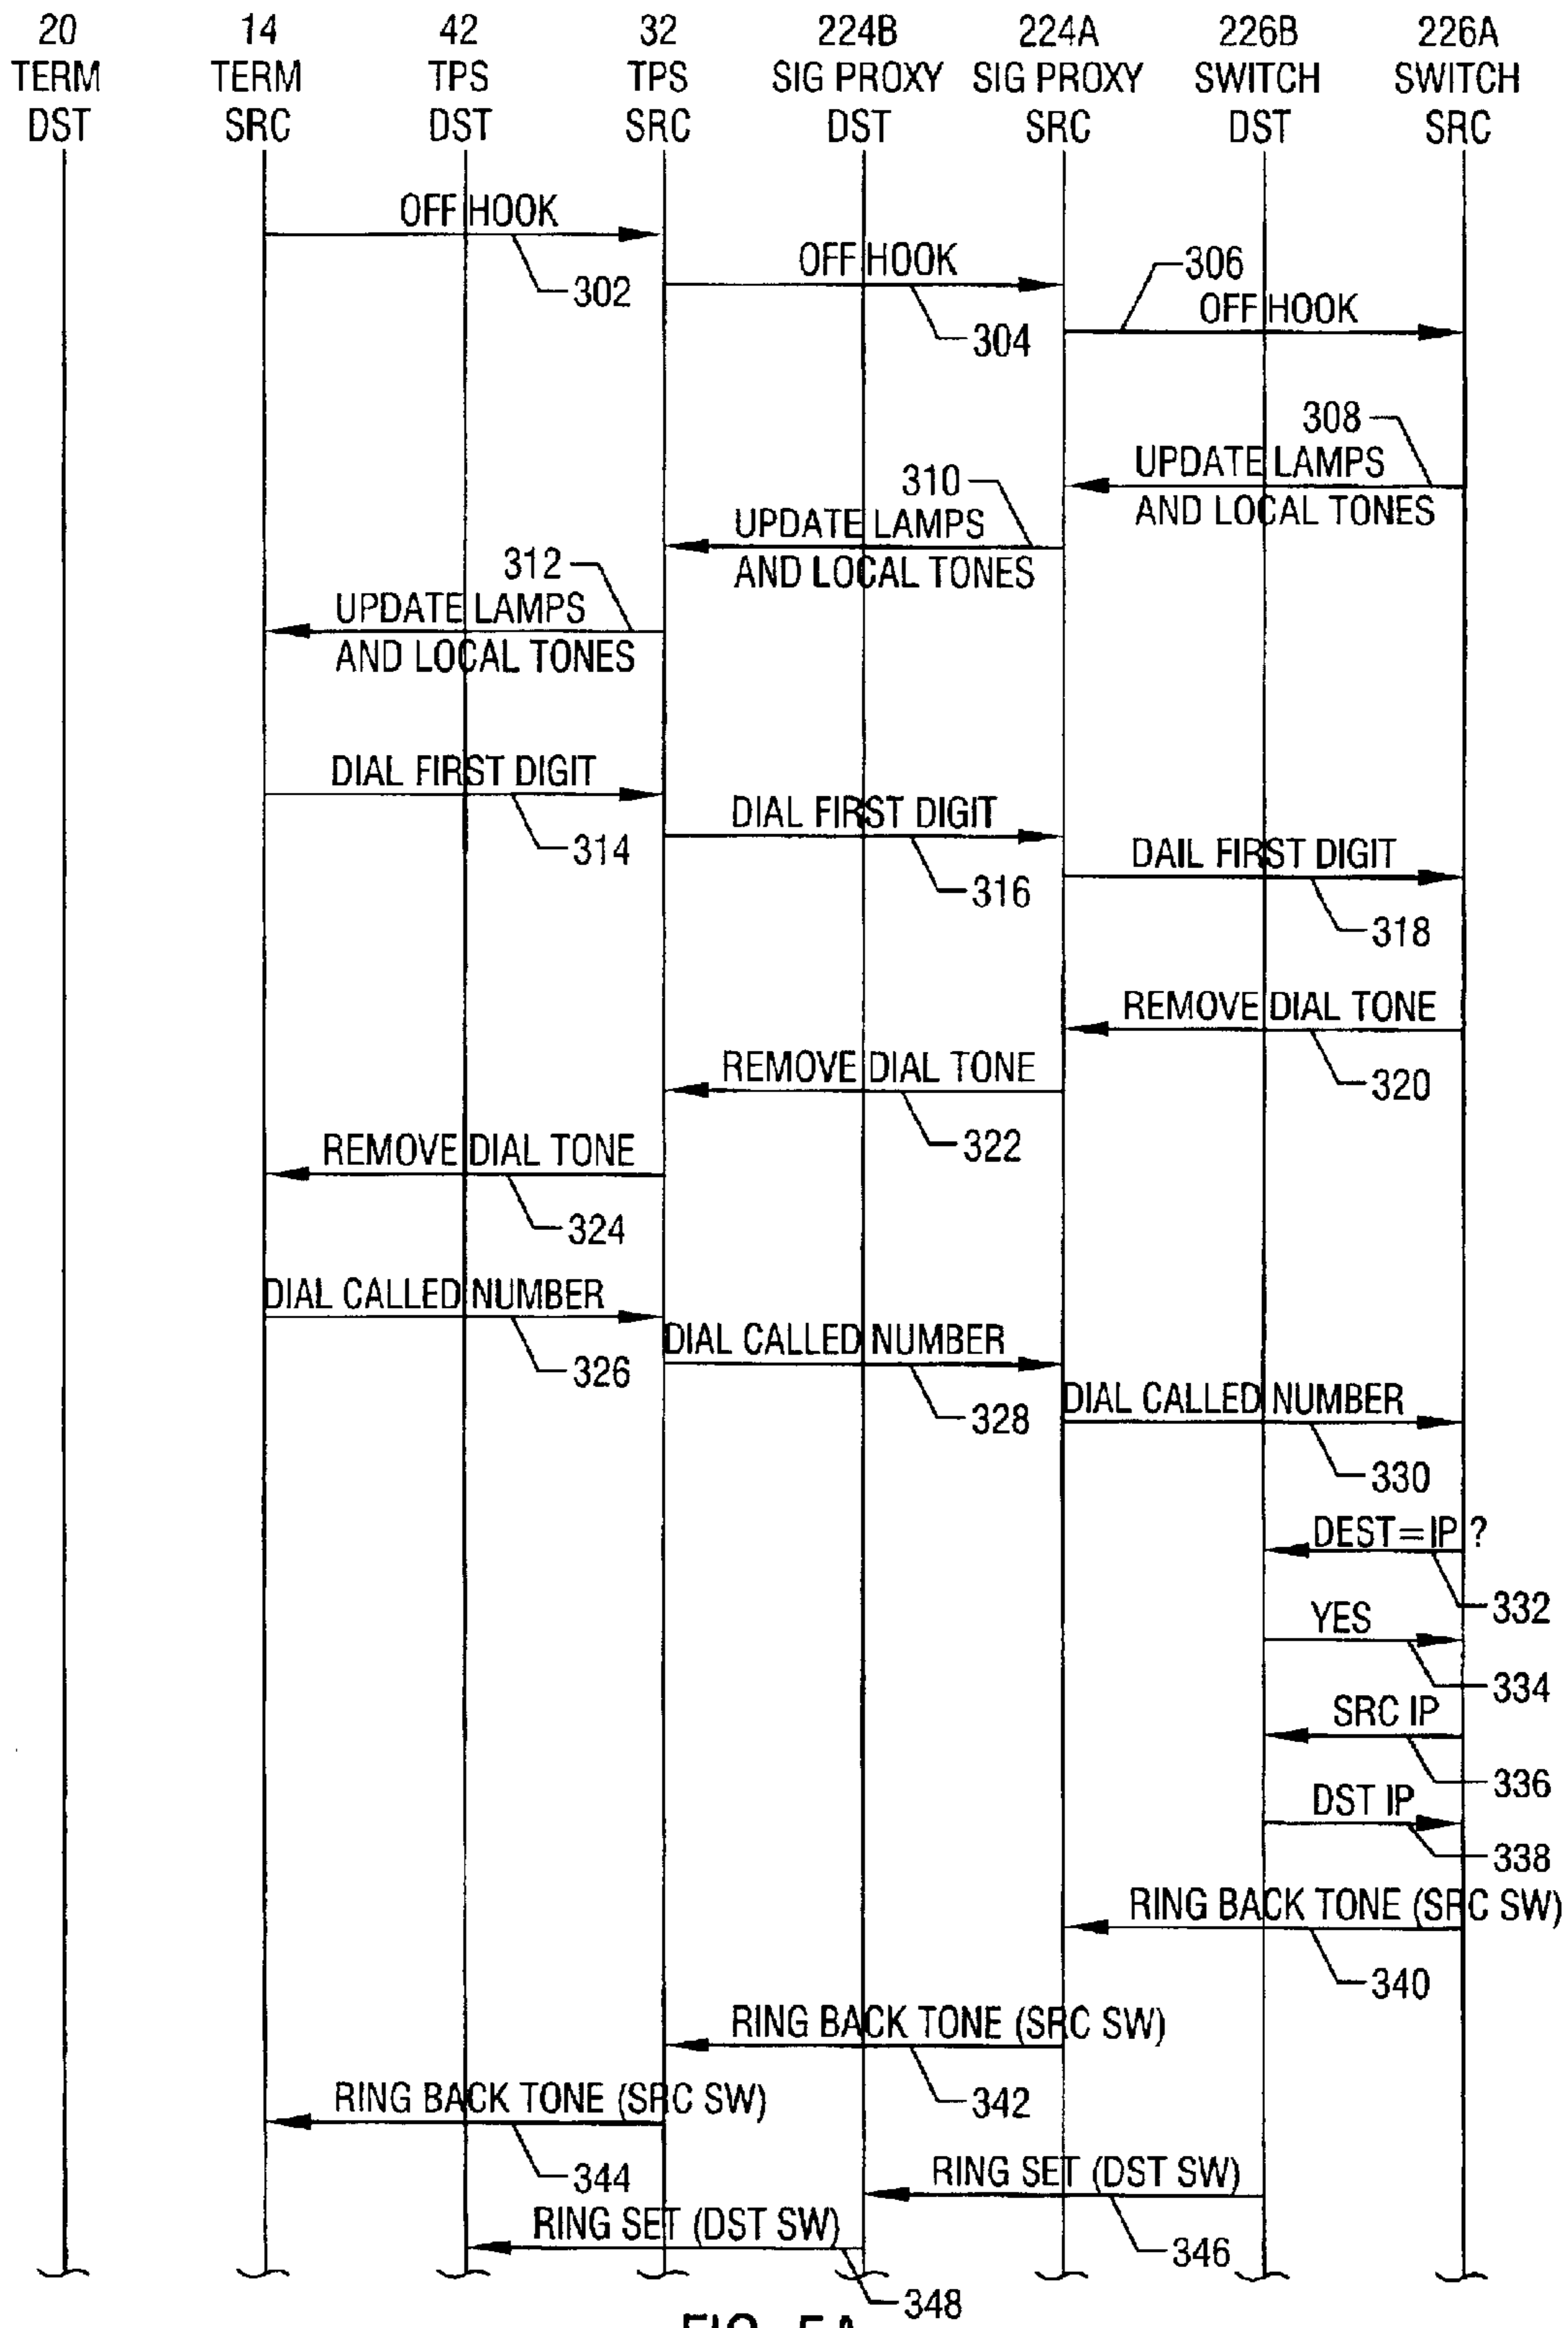 20 14 42 32 224B 224A 226B 226A
TERM TERM TPS TPS SIG PROXY SIG PROXY SWITCH SWITCH
DST SRC DST SRC DST SRC DST SRC
OFF HOOK
302
OFF HOOK
304
306
OFF HOOK
308
UPDATE LAMPS
AND LOCAL TONES
310
UPDATE LAMPS
AND LOCAL TONES
312
UPDATE LAMPS
AND LOCAL TONES
DIAL FIRST DIGIT
314
DIAL FIRST DIGIT
316
DAIL FIRST DIGIT
318
REMOVE DIAL TONE
320
REMOVE DIAL TONE
322
REMOVE DIAL TONE
324
DIAL CALLED NUMBER
326
DIAL CALLED NUMBER
328
DIAL CALLED NUMBER
330
DEST=IP ?
332
YES
334
SRC IP
336
DST IP
338
RING BACK TONE (SRC SW)
340
RING BACK TONE (SRC SW)
342
RING BACK TONE (SRC SW)
344
RING SET (DST SW)
346
RING SET (DST SW)
348